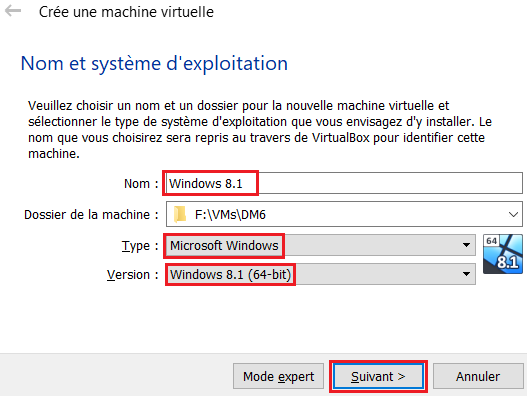 Crée une machine virtuelle
Nom et système d'exploitation
Veuillez choisir un nom et un dossier pour la nouvelle machine virtuelle et
sélectionner le type de système d'exploitation que vous envisagez d'y installer. Le
nom que vous choisirez sera repris au travers de VirtualBox pour identifier cette
machine.
Nom : Windows 8.1
Dossier de la machine : F:\VMs\DM6
Type : Microsoft Windows
64
Version : Windows 8.1 (64-bit)
8.1
Mode expert Suivant > Annuler